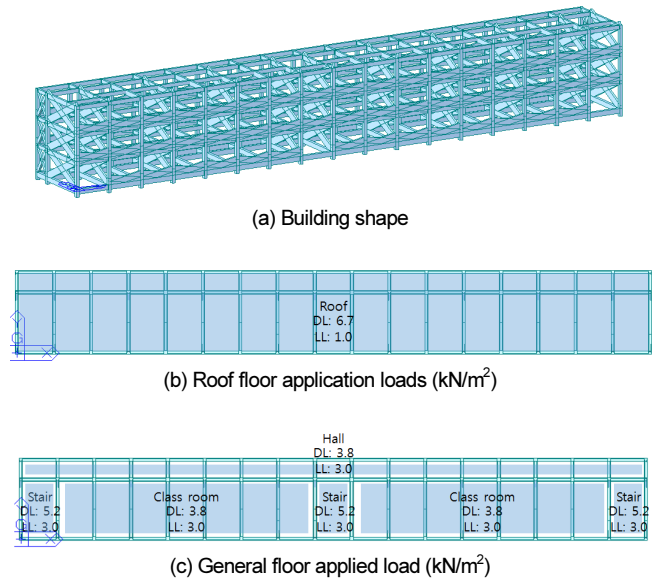 (a) Building shape
Roof
DL: 6.7
LL: 1.0
Y
G
X
(b) Roof floor application loads (kN/m²)
Hall
DL: 3.8
LL: 3.0
Stair
DL: 5.2
LL: 3.0
Class room
DL: 3.8
LL: 3.0
Stair
DL: 5.2
LL: 3.0
Class room
DL: 3.8
LL: 3.0
Stair
DL: 5.2
LL: 3.0
(c) General floor applied load (kN/m²)